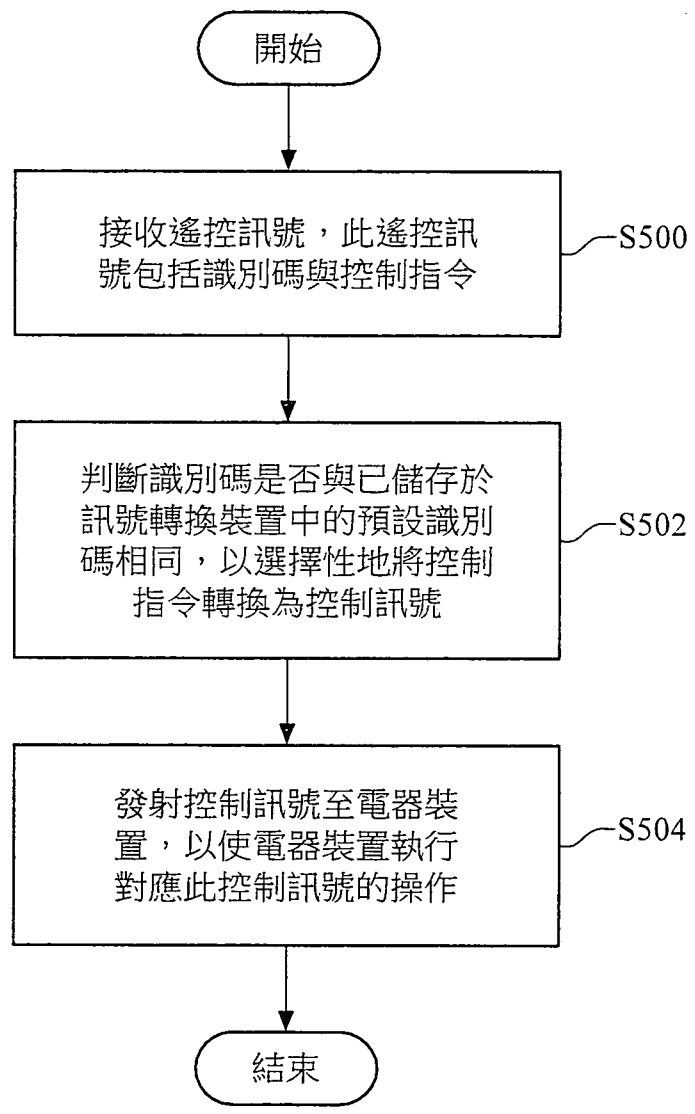 開始
接收遙控訊號，此遙控訊
號包括識別碼與控制指令
S500
判斷識別碼是否與已儲存於
訊號轉換裝置中的預設識別
碼相同，以選擇性地將控制
指令轉換為控制訊號
S502
發射控制訊號至電器裝
置，以使電器裝置執行
對應此控制訊號的操作
S504
結束